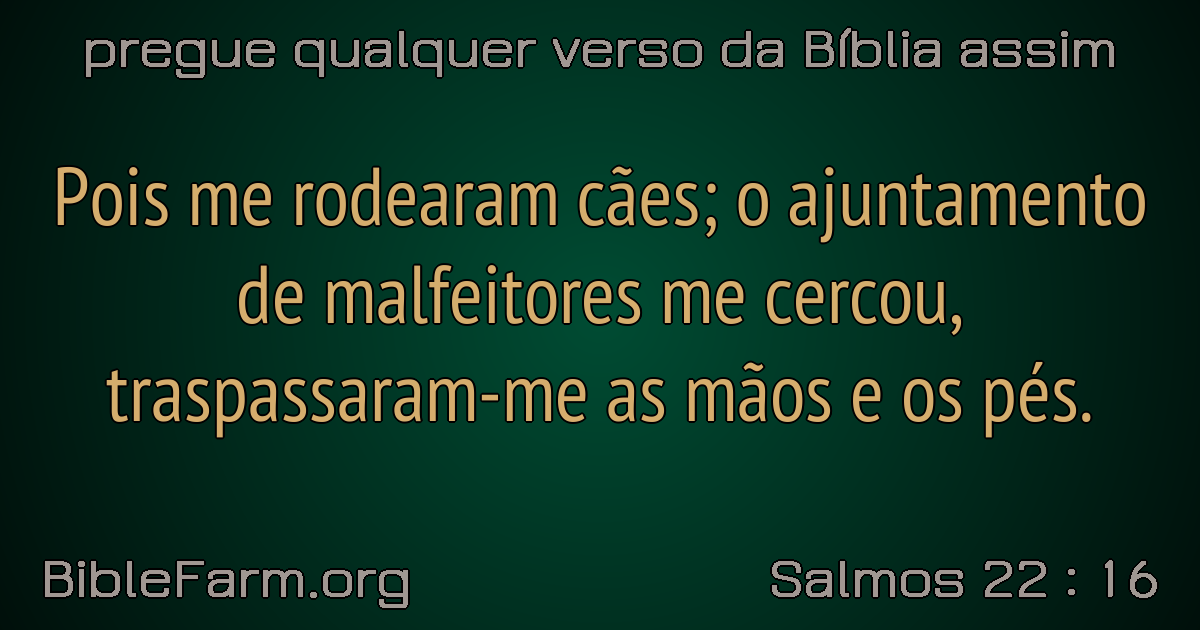 pregue qualquer verso da Bíblia assim
Pois me rodearam cães; o ajuntamento
de malfeitores me cercou,
traspassaram-me as mãos e os pés.
BibleFarm.org
Salmos 22 : 16